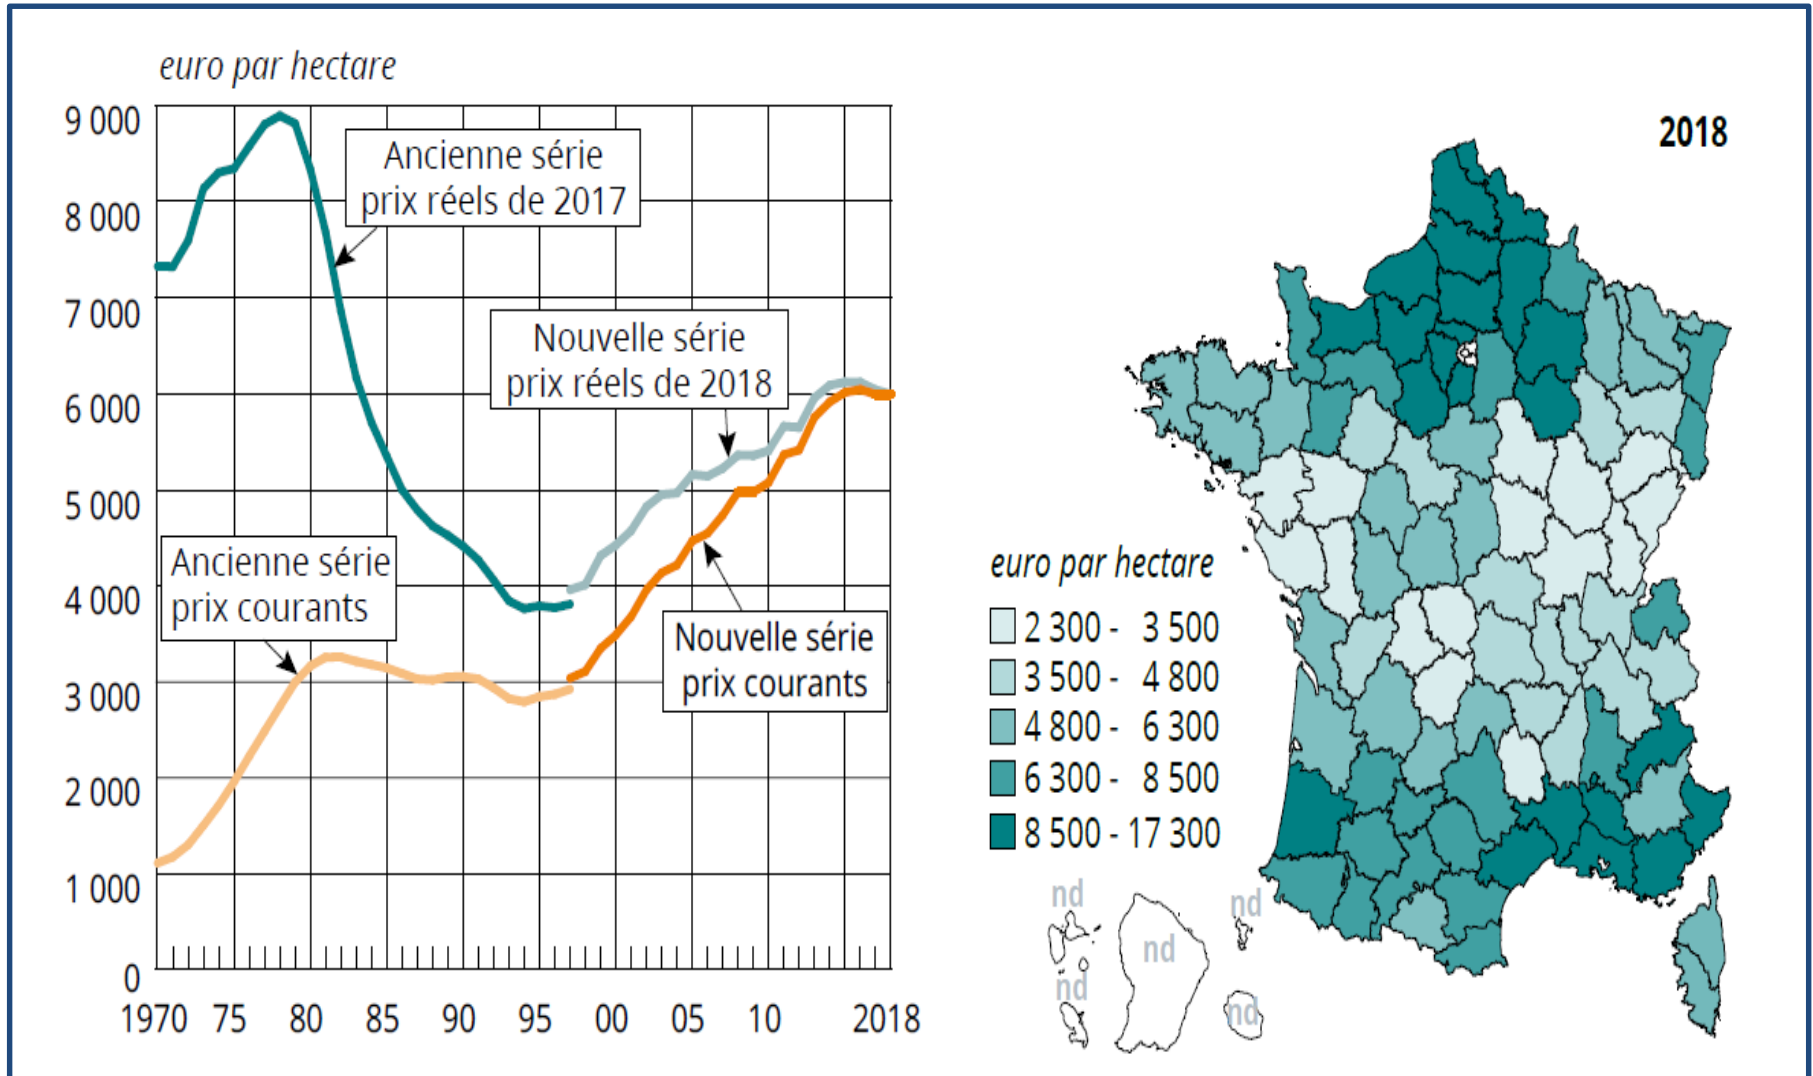 euro par hectare
9 000
8 000
7 000
6 000
5 000
4 000
3 000
2 000
1 000
0
1970 75 80 85 90 95 00 05 10 2018
Ancienne série
prix réels de 2017
Nouvelle série
prix réels de 2018
Ancienne série
prix courants
Nouvelle série
prix courants
2018
euro par hectare
2 300 - 3 500
3 500 - 4 800
4 800 - 6 300
6 300 - 8 500
8 500 - 17 300
nd
nd
nd
nd
nd